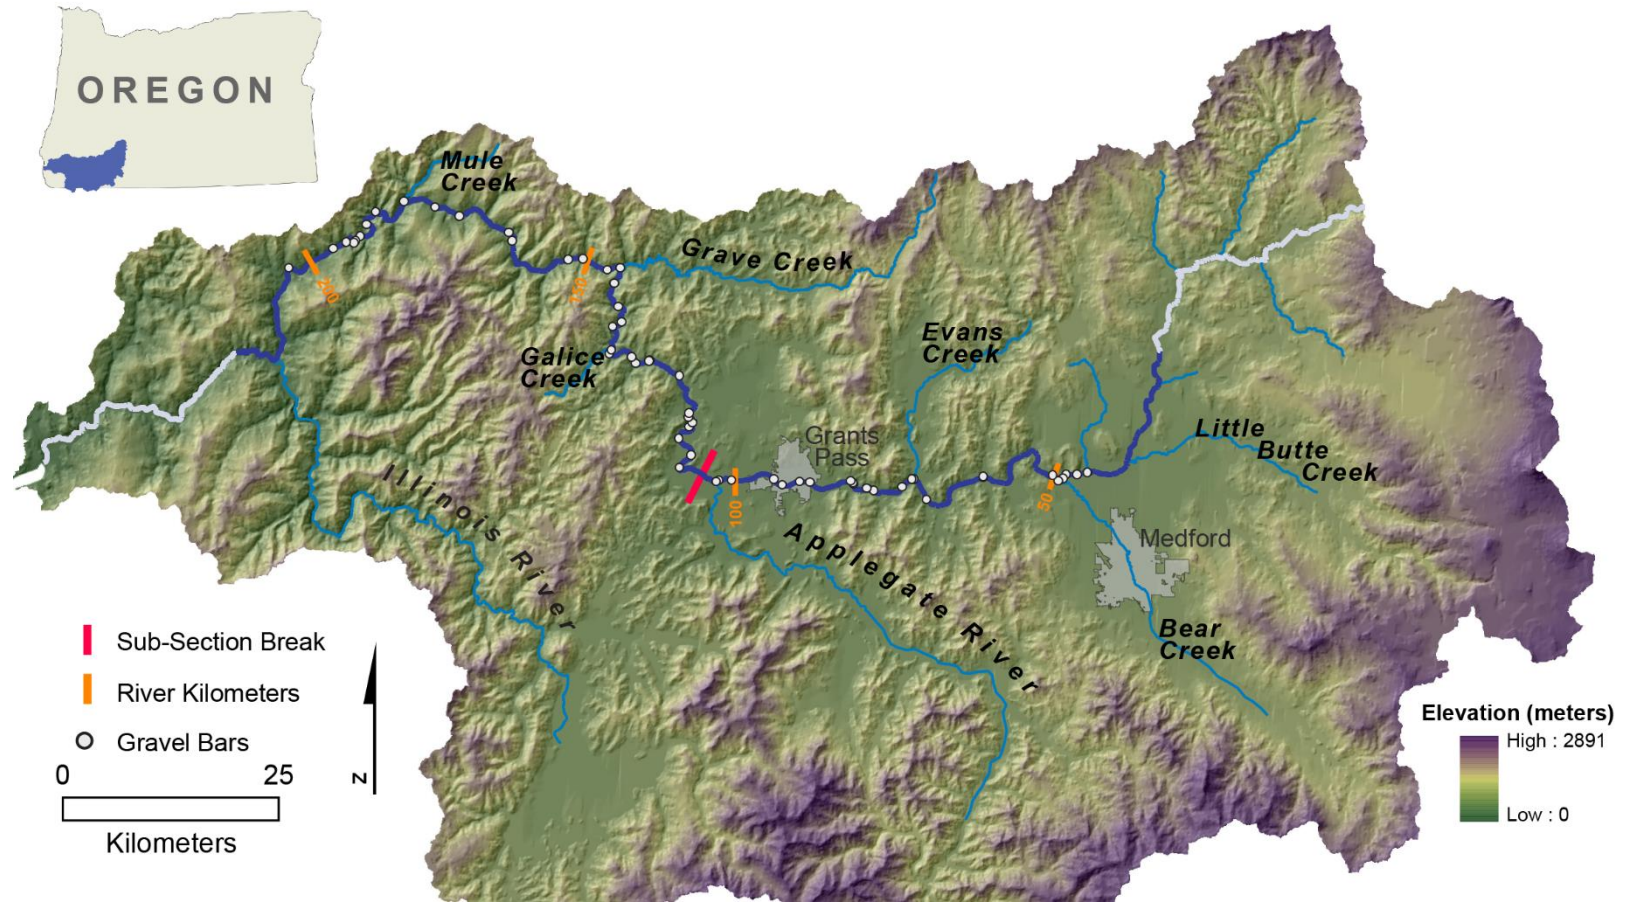 OREGON
Mule
Creek
Grave Creek
200
150
Evans
Creek
Galice
Creek
Grants
Pass
Little
Butte
Creek
Illinois River
100
50
Applegate River
Medford
Bear
Creek
Sub-Section Break
River Kilometers
Gravel Bars
0 25
Kilometers
N
Elevation (meters)
High : 2891
Low : 0